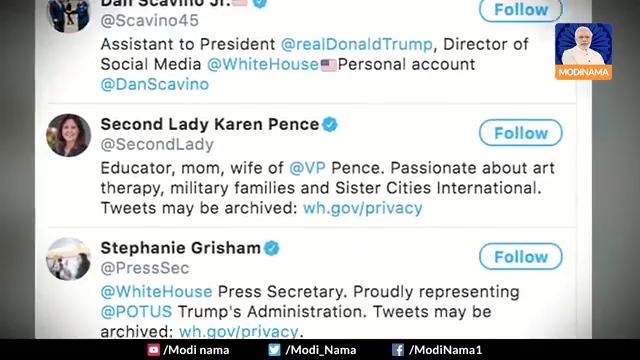 Dan Scavino Jr.
@Scavino45
Follow
Assistant to President @realDonaldTrump, Director of
Social Media @WhiteHouse🇺🇸Personal account
@DanScavino
MODINAMA
Second Lady Karen Pence
@SecondLady
Follow
Educator, mom, wife of @VP Pence. Passionate about art
therapy, military families and Sister Cities International.
Tweets may be archived: wh.gov/privacy
Stephanie Grisham
@PressSec
Follow
@WhiteHouse Press Secretary. Proudly representing
@POTUS Trump's Administration. Tweets may be
archived: wh.gov/privacy.
/Modi nama /Modi_Nama /ModiNama1